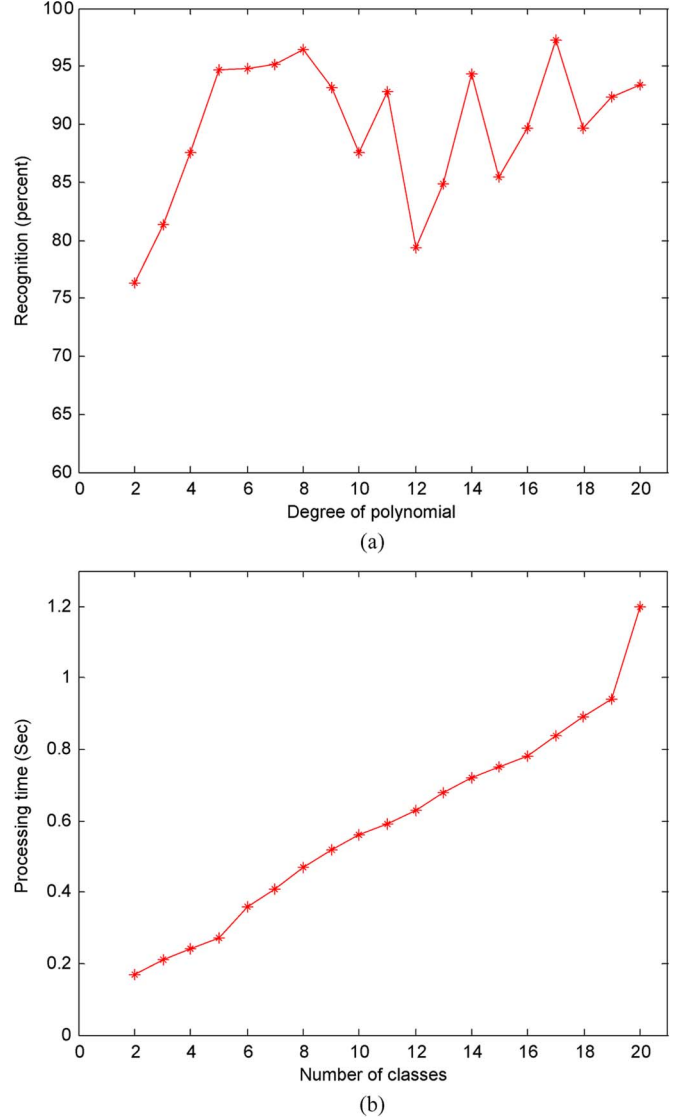 100
95
90
85
80
75
70
65
60
Recognition (percent)
0 2 4 6 8 10 12 14 16 18 20
Degree of polynomial
(a)
1.2
1
0.8
0.6
0.4
0.2
0
Processing time (Sec)
0 2 4 6 8 10 12 14 16 18 20
Number of classes
(b)